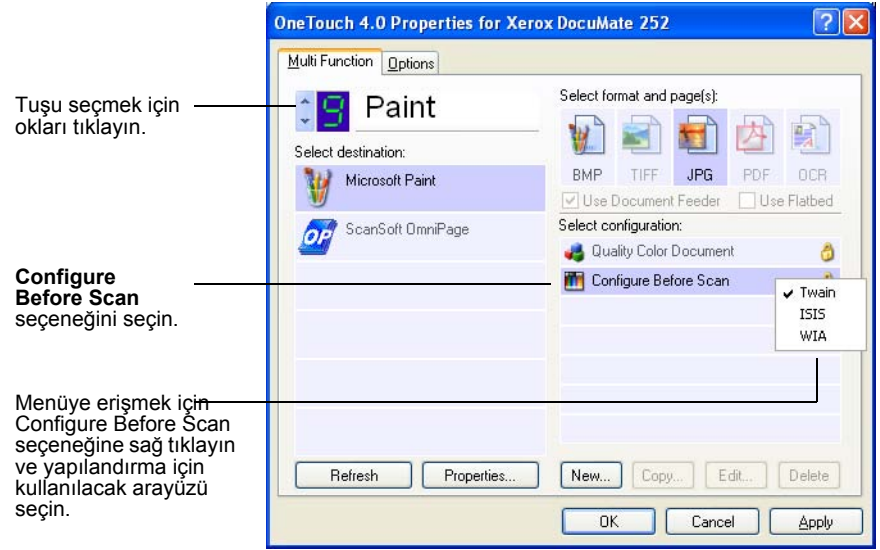 OneTouch 4.0 Properties for Xerox DocuMate 252
Multi Function
Options
Tuşu seçmek için
okları tıklayın.
9
Paint
Select destination:
Microsoft Paint
ScanSoft OmniPage
Select format and page(s):
BMP TIFF JPG PDF OCR
Use Document Feeder
Use Flatbed
Select configuration:
Quality Color Document
Configure Before Scan
Twain
ISIS
WIA
Configure
Before Scan
seçeneğini seçin.
Menüye erişmek için
Configure Before Scan
seçeneğine sağ tıklayın
ve yapılandırma için
kullanılacak arayüzü
seçin.
Refresh
Properties...
New...
Copy...
Edit...
Delete
OK
Cancel
Apply